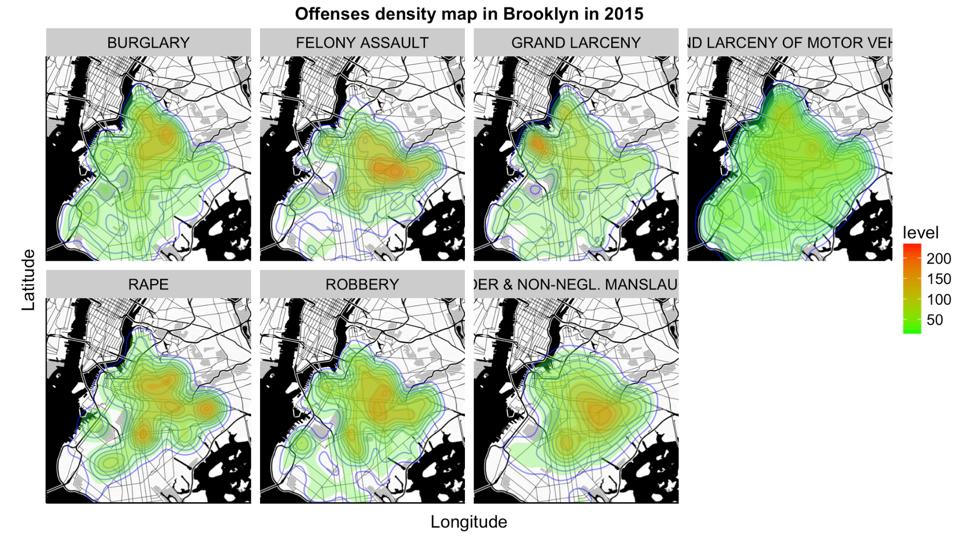 Offenses density map in Brooklyn in 2015
BURGLARY
FELONY ASSAULT
GRAND LARCENY
ND LARCENY OF MOTOR VEH
RAPE
ROBBERY
DER & NON-NEGL. MANSLAU
Latitude
Longitude
level
200
150
100
50